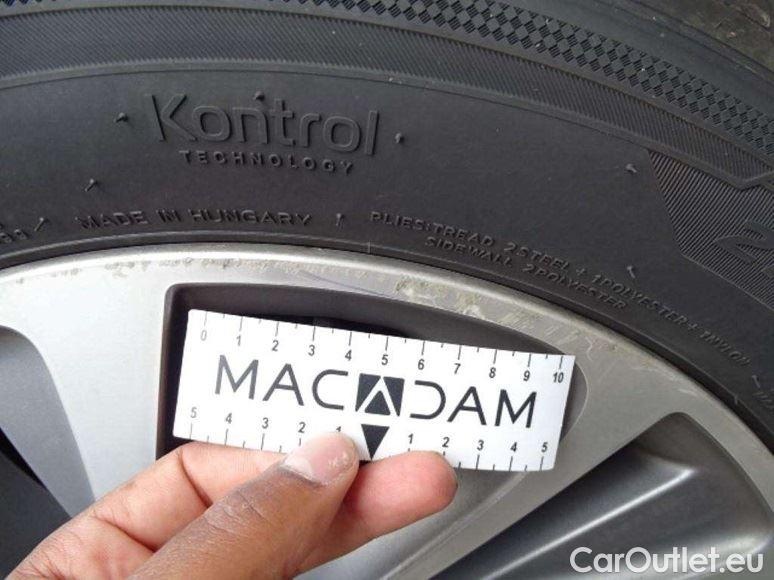 Kontrol
TECHNOLOGY
MADE IN HUNGARY
PLIES:TREAD 2STEEL + 1POLYESTER + 1NYLON
SIDEWALL 2POLYESTER
0 1 2 3 4 5 6 7 8 9 10
MACADAM
5 4 3 2 1 1 2 3 4 5
CarOutlet.eu